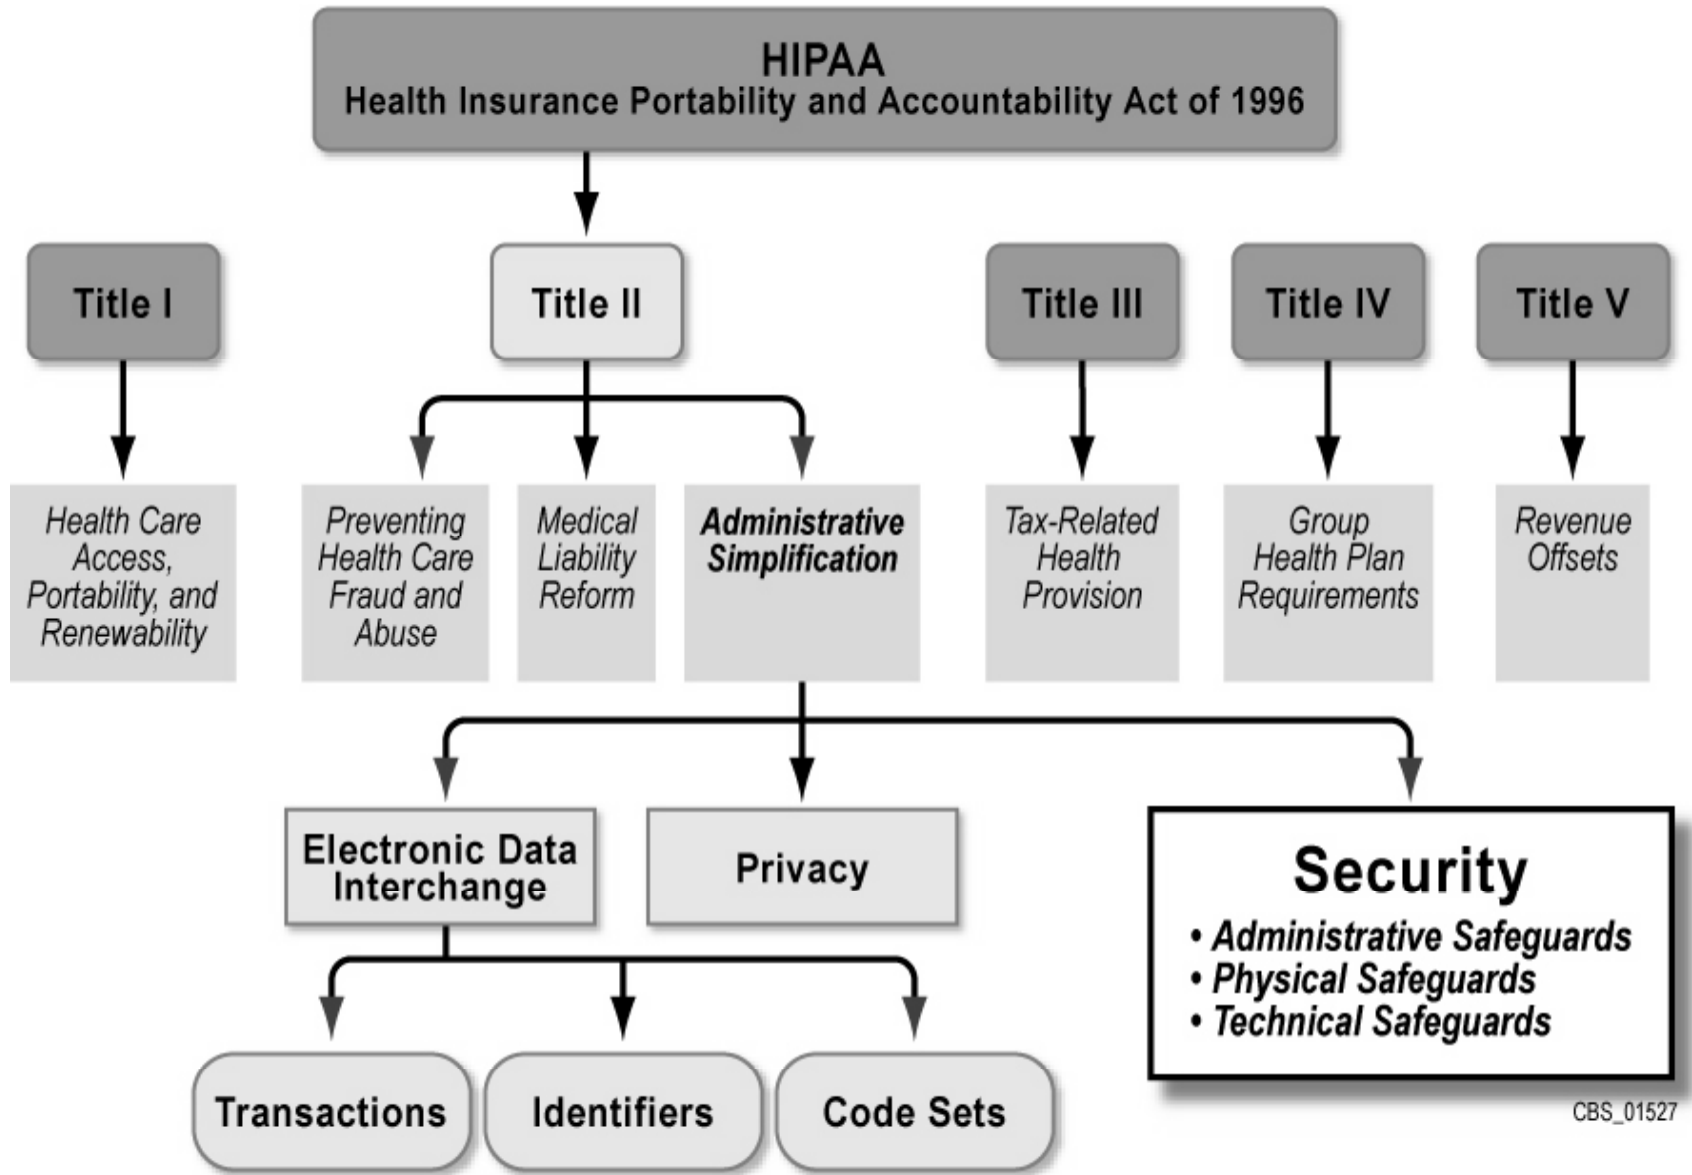 HIPAA
Health Insurance Portability and Accountability Act of 1996
Title I
Title II
Title III
Title IV
Title V
Health Care
Access,
Portability, and
Renewability
Preventing
Health Care
Fraud and
Abuse
Medical
Liability
Reform
Administrative
Simplification
Tax-Related
Health
Provision
Group
Health Plan
Requirements
Revenue
Offsets
Electronic Data
Interchange
Privacy
Security
• Administrative Safeguards
• Physical Safeguards
• Technical Safeguards
Transactions
Identifiers
Code Sets
CBS_01527